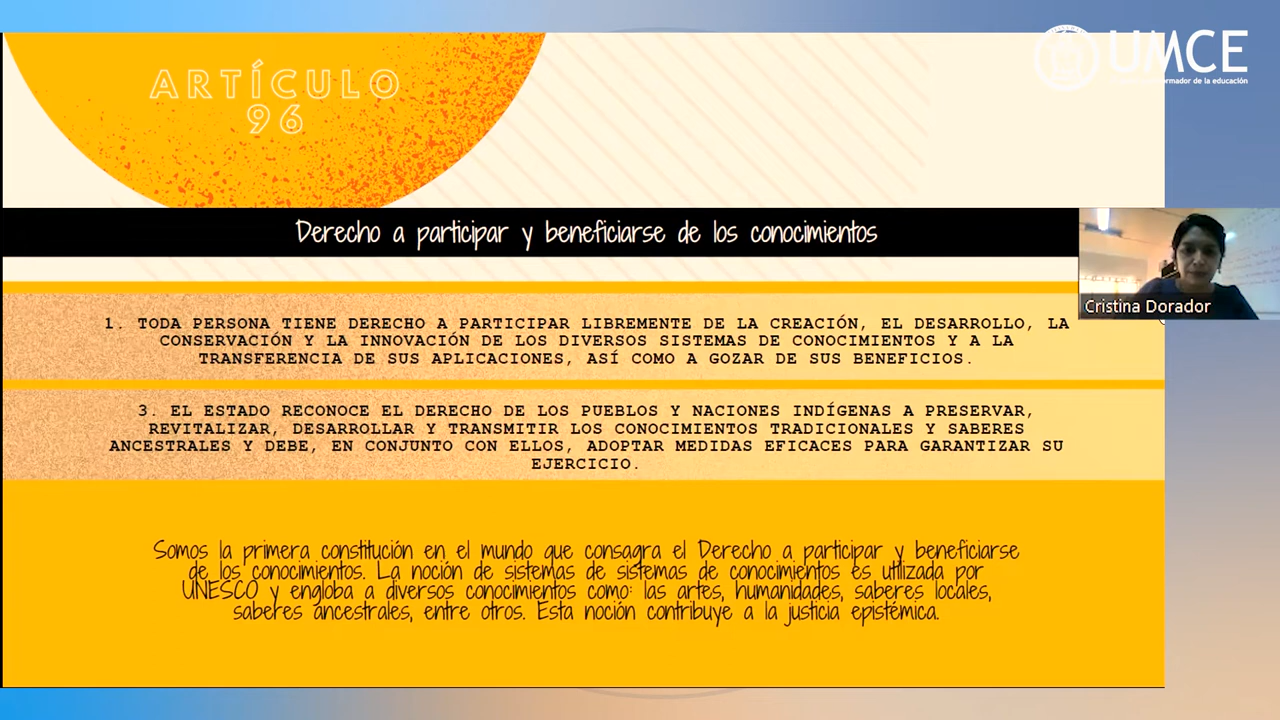 ARTÍCULO
96
UMCE
ormador de la educación
Derecho a participar y beneficiarse de los conocimientos
Cristina Dorador
1. TODA PERSONA TIENE DERECHO A PARTICIPAR LIBREMENTE DE LA CREACIÓN, EL DESARROLLO, LA
CONSERVACIÓN Y LA INNOVACIÓN DE LOS DIVERSOS SISTEMAS DE CONOCIMIENTOS Y A LA
TRANSFERENCIA DE SUS APLICACIONES, ASÍ COMO A GOZAR DE SUS BENEFICIOS.
3. EL ESTADO RECONOCE EL DERECHO DE LOS PUEBLOS Y NACIONES INDÍGENAS A PRESERVAR,
REVITALIZAR, DESARROLLAR Y TRANSMITIR LOS CONOCIMIENTOS TRADICIONALES Y SABERES
ANCESTRALES Y DEBE, EN CONJUNTO CON ELLOS, ADOPTAR MEDIDAS EFICACES PARA GARANTIZAR SU
EJERCICIO.
Somos la primera constitución en el mundo que consagra el Derecho a participar y beneficiarse
de los conocimientos. La noción de sistemas de sistemas de conocimientos es utilizada por
UNESCO y engloba a diversos conocimientos como: las artes, humanidades, saberes locales,
saberes ancestrales, entre otros. Esta noción contribuye a la justicia epistémica.